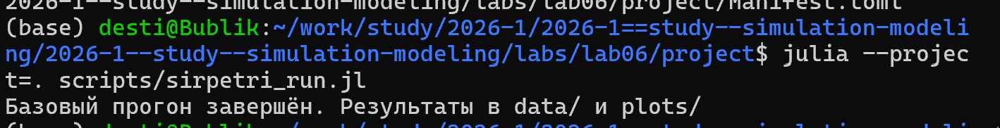 2026-1--study--simulation-modeling/labs/lab06/project/Manifest.toml
(base) desti@Bublik:~/work/study/2026-1/2026-1==study--simulation-modeli
ng/2026-1--study--simulation-modeling/labs/lab06/project$ julia --projec
t=. scripts/sirpetri_run.jl
Базовый прогон завершён. Результаты в data/ и plots/